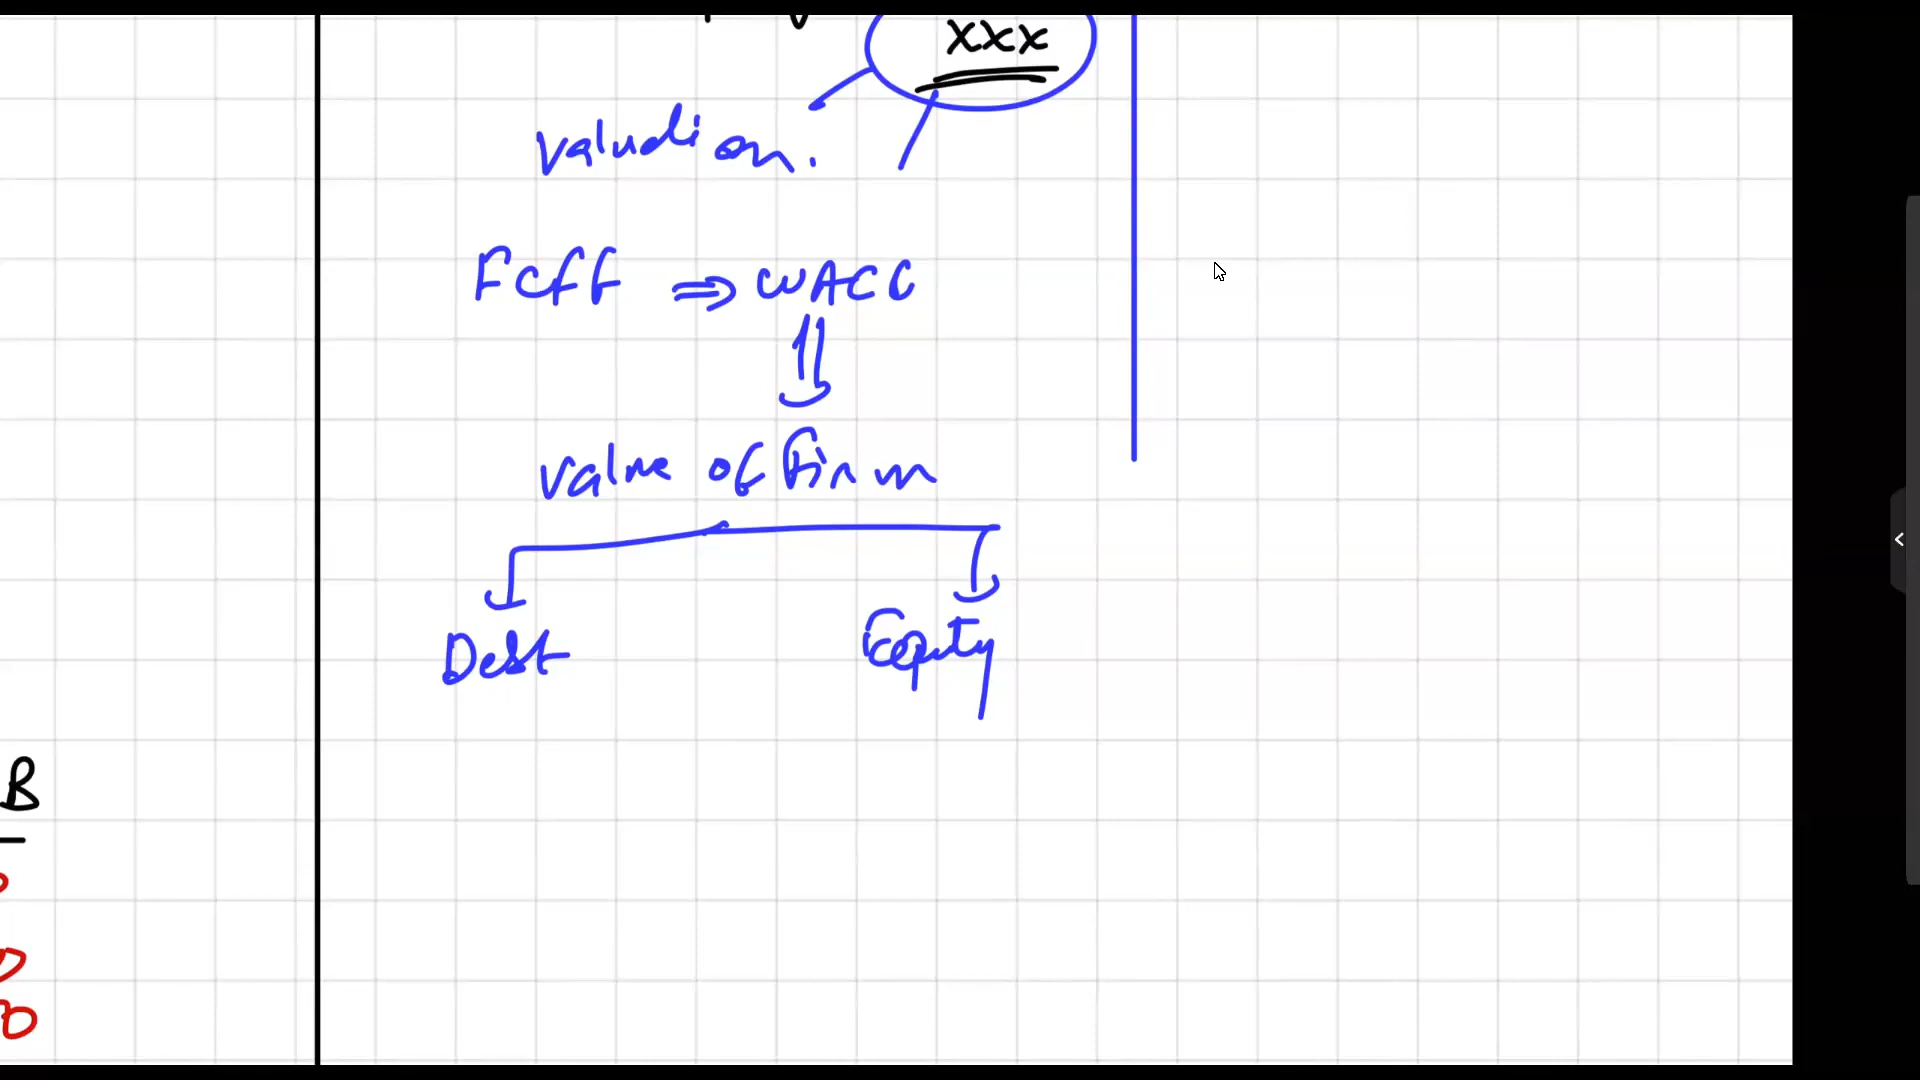 xxx
Valuation.
FCFF ⇒ WACC
Value of firm
Debt Equity
B